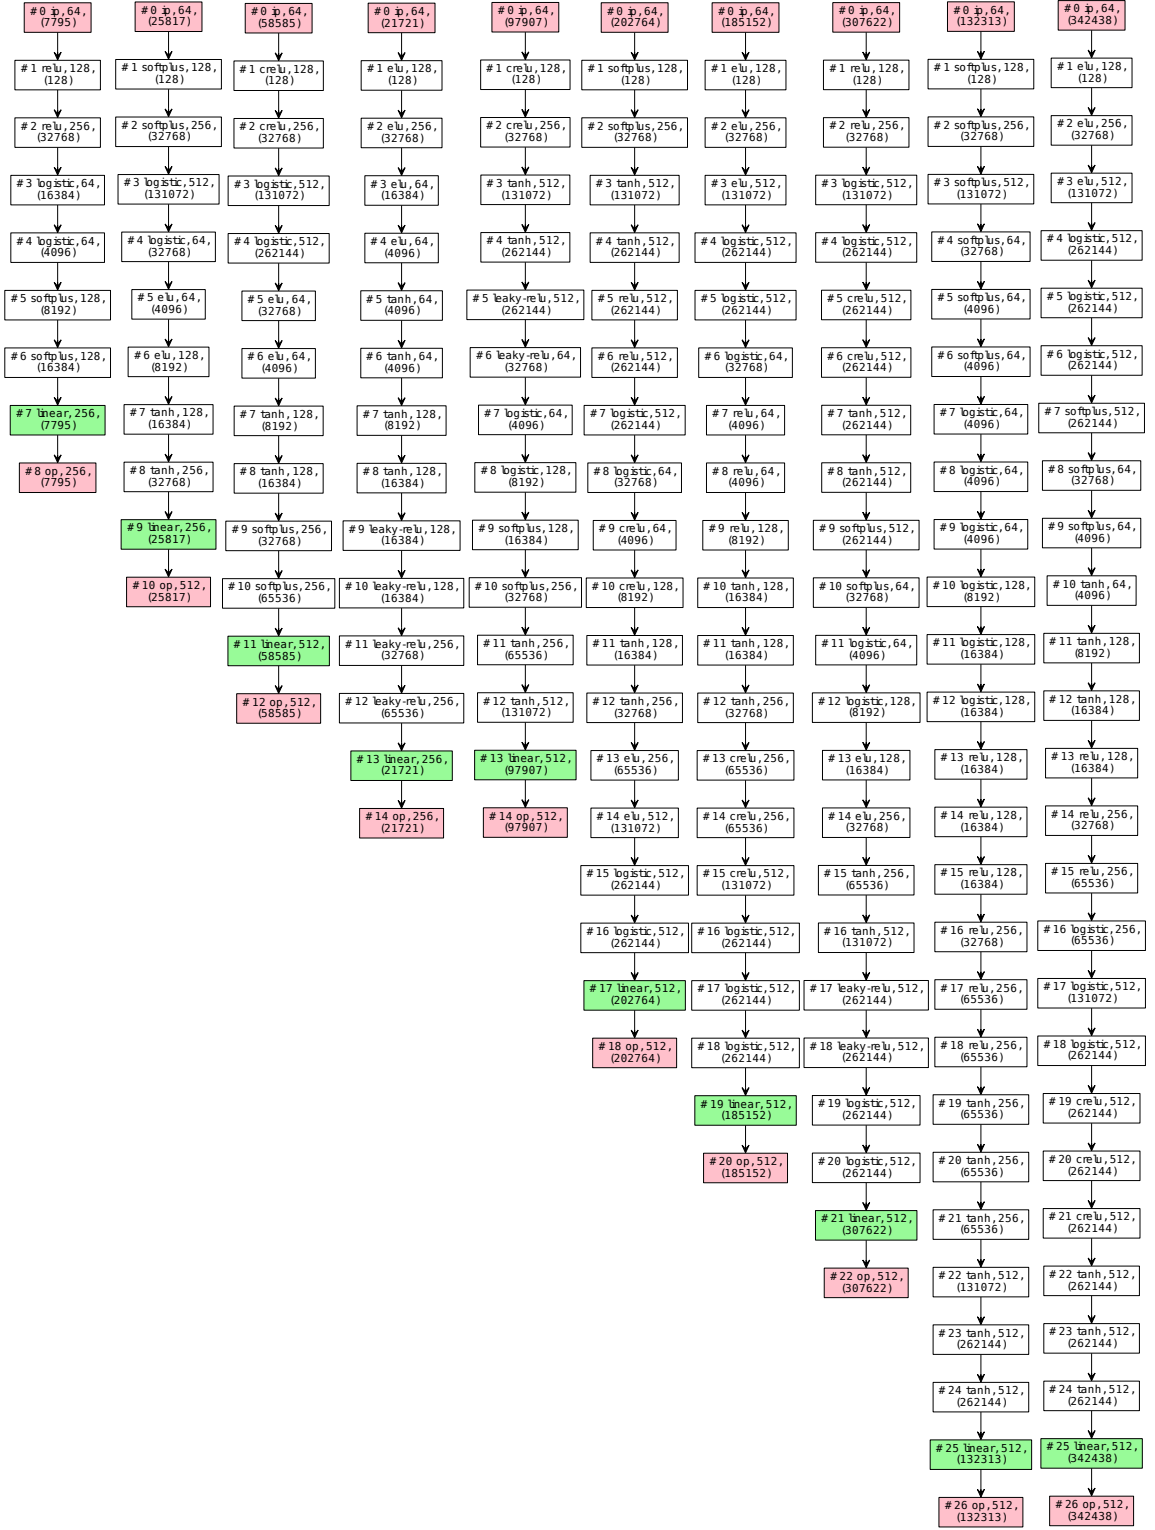 #0 ip,64,
(7795)
#1 relu,128,
(128)
#2 relu,256,
(32768)
#3 logistic,64,
(16384)
#4 logistic,64,
(4096)
#5 softplus,128,
(8192)
#6 softplus,128,
(16384)
#7 linear,256,
(7795)
#8 op,256,
(7795)
#0 ip,64,
(25817)
#1 softplus,128,
(128)
#2 softplus,256,
(32768)
#3 logistic,512,
(131072)
#4 logistic,64,
(32768)
#5 elu,64,
(4096)
#6 elu,128,
(8192)
#7 tanh,128,
(16384)
#8 tanh,256,
(32768)
#9 linear,256,
(25817)
#10 op,512,
(25817)
#0 ip,64,
(58585)
#1 crelu,128,
(128)
#2 crelu,256,
(32768)
#3 logistic,512,
(131072)
#4 logistic,512,
(262144)
#5 elu,64,
(32768)
#6 elu,64,
(4096)
#7 tanh,128,
(8192)
#8 tanh,128,
(16384)
#9 softplus,256,
(32768)
#10 softplus,256,
(65536)
#11 linear,512,
(58585)
#12 op,512,
(58585)
#0 ip,64,
(21721)
#1 elu,128,
(128)
#2 elu,256,
(32768)
#3 elu,64,
(16384)
#4 elu,64,
(4096)
#5 tanh,64,
(4096)
#6 tanh,64,
(4096)
#7 tanh,128,
(8192)
#8 tanh,128,
(16384)
#9 leaky-relu,128,
(16384)
#10 leaky-relu,128,
(16384)
#11 leaky-relu,256,
(32768)
#12 leaky-relu,256,
(65536)
#13 linear,256,
(21721)
#14 op,256,
(21721)
#0 ip,64,
(97907)
#1 crelu,128,
(128)
#2 crelu,256,
(32768)
#3 tanh,512,
(131072)
#4 tanh,512,
(262144)
#5 leaky-relu,512,
(262144)
#6 leaky-relu,64,
(32768)
#7 logistic,64,
(4096)
#8 logistic,128,
(8192)
#9 softplus,128,
(16384)
#10 softplus,256,
(32768)
#11 tanh,256,
(65536)
#12 tanh,512,
(131072)
#13 linear,512,
(97907)
#14 op,512,
(97907)
#0 ip,64,
(202764)
#1 softplus,128,
(128)
#2 softplus,256,
(32768)
#3 tanh,512,
(131072)
#4 tanh,512,
(262144)
#5 relu,512,
(262144)
#6 relu,512,
(262144)
#7 logistic,512,
(262144)
#8 logistic,64,
(32768)
#9 crelu,64,
(4096)
#10 crelu,128,
(8192)
#11 tanh,128,
(16384)
#12 tanh,256,
(32768)
#13 elu,256,
(65536)
#14 elu,512,
(131072)
#15 logistic,512,
(262144)
#16 logistic,512,
(262144)
#17 linear,512,
(202764)
#18 op,512,
(202764)
#0 ip,64,
(185152)
#1 elu,128,
(128)
#2 elu,256,
(32768)
#3 elu,512,
(131072)
#4 logistic,512,
(262144)
#5 logistic,512,
(262144)
#6 logistic,64,
(32768)
#7 relu,64,
(4096)
#8 relu,64,
(4096)
#9 relu,128,
(8192)
#10 tanh,128,
(16384)
#11 tanh,128,
(16384)
#12 tanh,256,
(32768)
#13 crelu,256,
(65536)
#14 crelu,256,
(65536)
#15 crelu,512,
(131072)
#16 logistic,512,
(262144)
#17 logistic,512,
(262144)
#18 logistic,512,
(262144)
#19 linear,512,
(185152)
#20 op,512,
(185152)
#0 ip,64,
(307622)
#1 relu,128,
(128)
#2 relu,256,
(32768)
#3 logistic,512,
(131072)
#4 logistic,512,
(262144)
#5 crelu,512,
(262144)
#6 crelu,512,
(262144)
#7 tanh,512,
(262144)
#8 tanh,512,
(262144)
#9 softplus,512,
(262144)
#10 softplus,64,
(32768)
#11 logistic,64,
(4096)
#12 logistic,128,
(8192)
#13 elu,128,
(16384)
#14 elu,256,
(32768)
#15 tanh,256,
(65536)
#16 tanh,512,
(131072)
#17 leaky-relu,512,
(262144)
#18 leaky-relu,512,
(262144)
#19 logistic,512,
(262144)
#20 logistic,512,
(262144)
#21 linear,512,
(307622)
#22 op,512,
(307622)
#0 ip,64,
(132313)
#1 softplus,128,
(128)
#2 softplus,256,
(32768)
#3 softplus,512,
(131072)
#4 softplus,64,
(32768)
#5 softplus,64,
(4096)
#6 softplus,64,
(4096)
#7 logistic,64,
(4096)
#8 logistic,64,
(4096)
#9 logistic,64,
(4096)
#10 logistic,128,
(8192)
#11 logistic,128,
(16384)
#12 logistic,128,
(16384)
#13 relu,128,
(16384)
#14 relu,128,
(16384)
#15 relu,128,
(16384)
#16 relu,256,
(32768)
#17 relu,256,
(65536)
#18 relu,256,
(65536)
#19 tanh,256,
(65536)
#20 tanh,256,
(65536)
#21 tanh,256,
(65536)
#22 tanh,512,
(131072)
#23 tanh,512,
(262144)
#24 tanh,512,
(262144)
#25 linear,512,
(132313)
#26 op,512,
(132313)
#0 ip,64,
(342438)
#1 elu,128,
(128)
#2 elu,256,
(32768)
#3 elu,512,
(131072)
#4 logistic,512,
(262144)
#5 logistic,512,
(262144)
#6 logistic,512,
(262144)
#7 softplus,512,
(262144)
#8 softplus,64,
(32768)
#9 softplus,64,
(4096)
#10 tanh,64,
(4096)
#11 tanh,128,
(8192)
#12 tanh,128,
(16384)
#13 relu,128,
(16384)
#14 relu,256,
(32768)
#15 relu,256,
(65536)
#16 logistic,256,
(65536)
#17 logistic,512,
(131072)
#18 logistic,512,
(262144)
#19 crelu,512,
(262144)
#20 crelu,512,
(262144)
#21 crelu,512,
(262144)
#22 tanh,512,
(262144)
#23 tanh,512,
(262144)
#24 tanh,512,
(262144)
#25 linear,512,
(342438)
#26 op,512,
(342438)